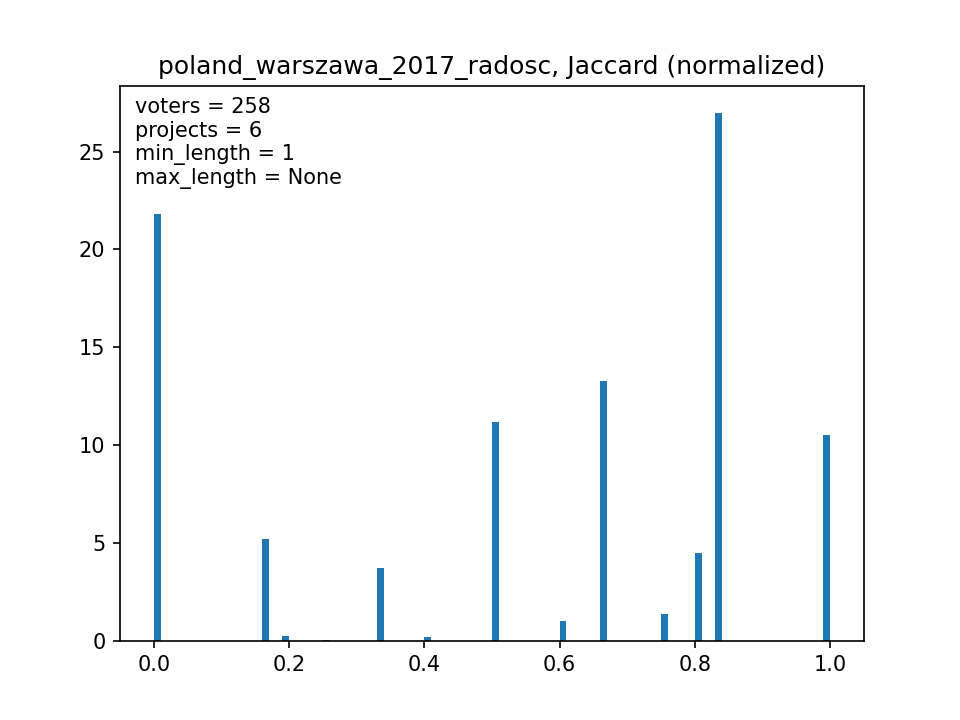 poland_warszawa_2017_radosc, Jaccard (normalized)
voters = 258
projects = 6
min_length = 1
max_length = None
25
20
15
10
5
0
0.0 0.2 0.4 0.6 0.8 1.0